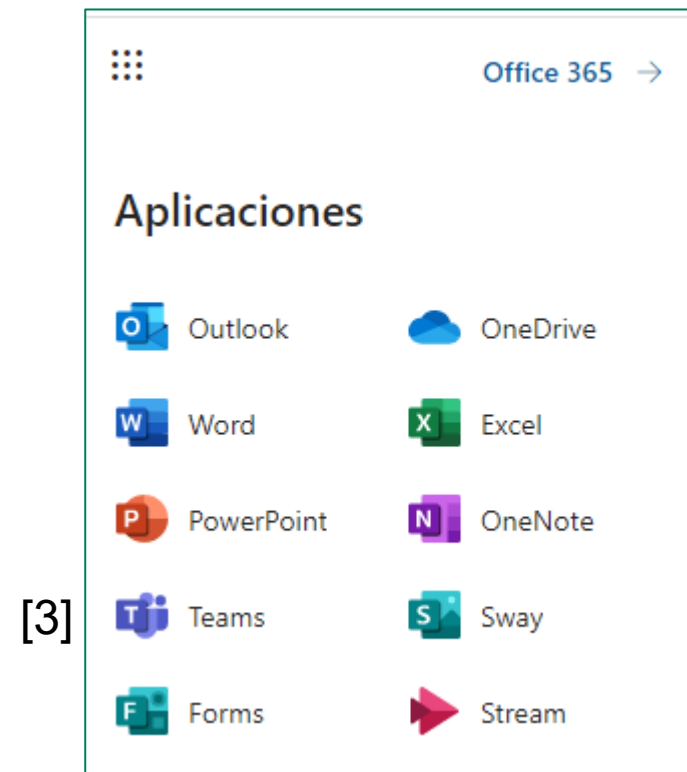 Office 365 →
Aplicaciones
Outlook OneDrive
Word Excel
PowerPoint OneNote
[3] Teams Sway
Forms Stream